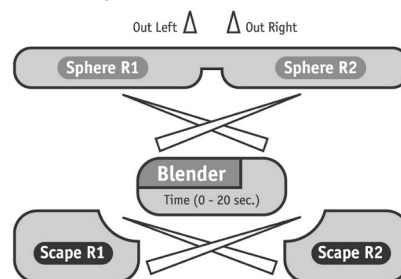 Out Left Out Right
Sphere R1 Sphere R2
Blender
Time (0 - 20 sec.)
Scape R1 Scape R2